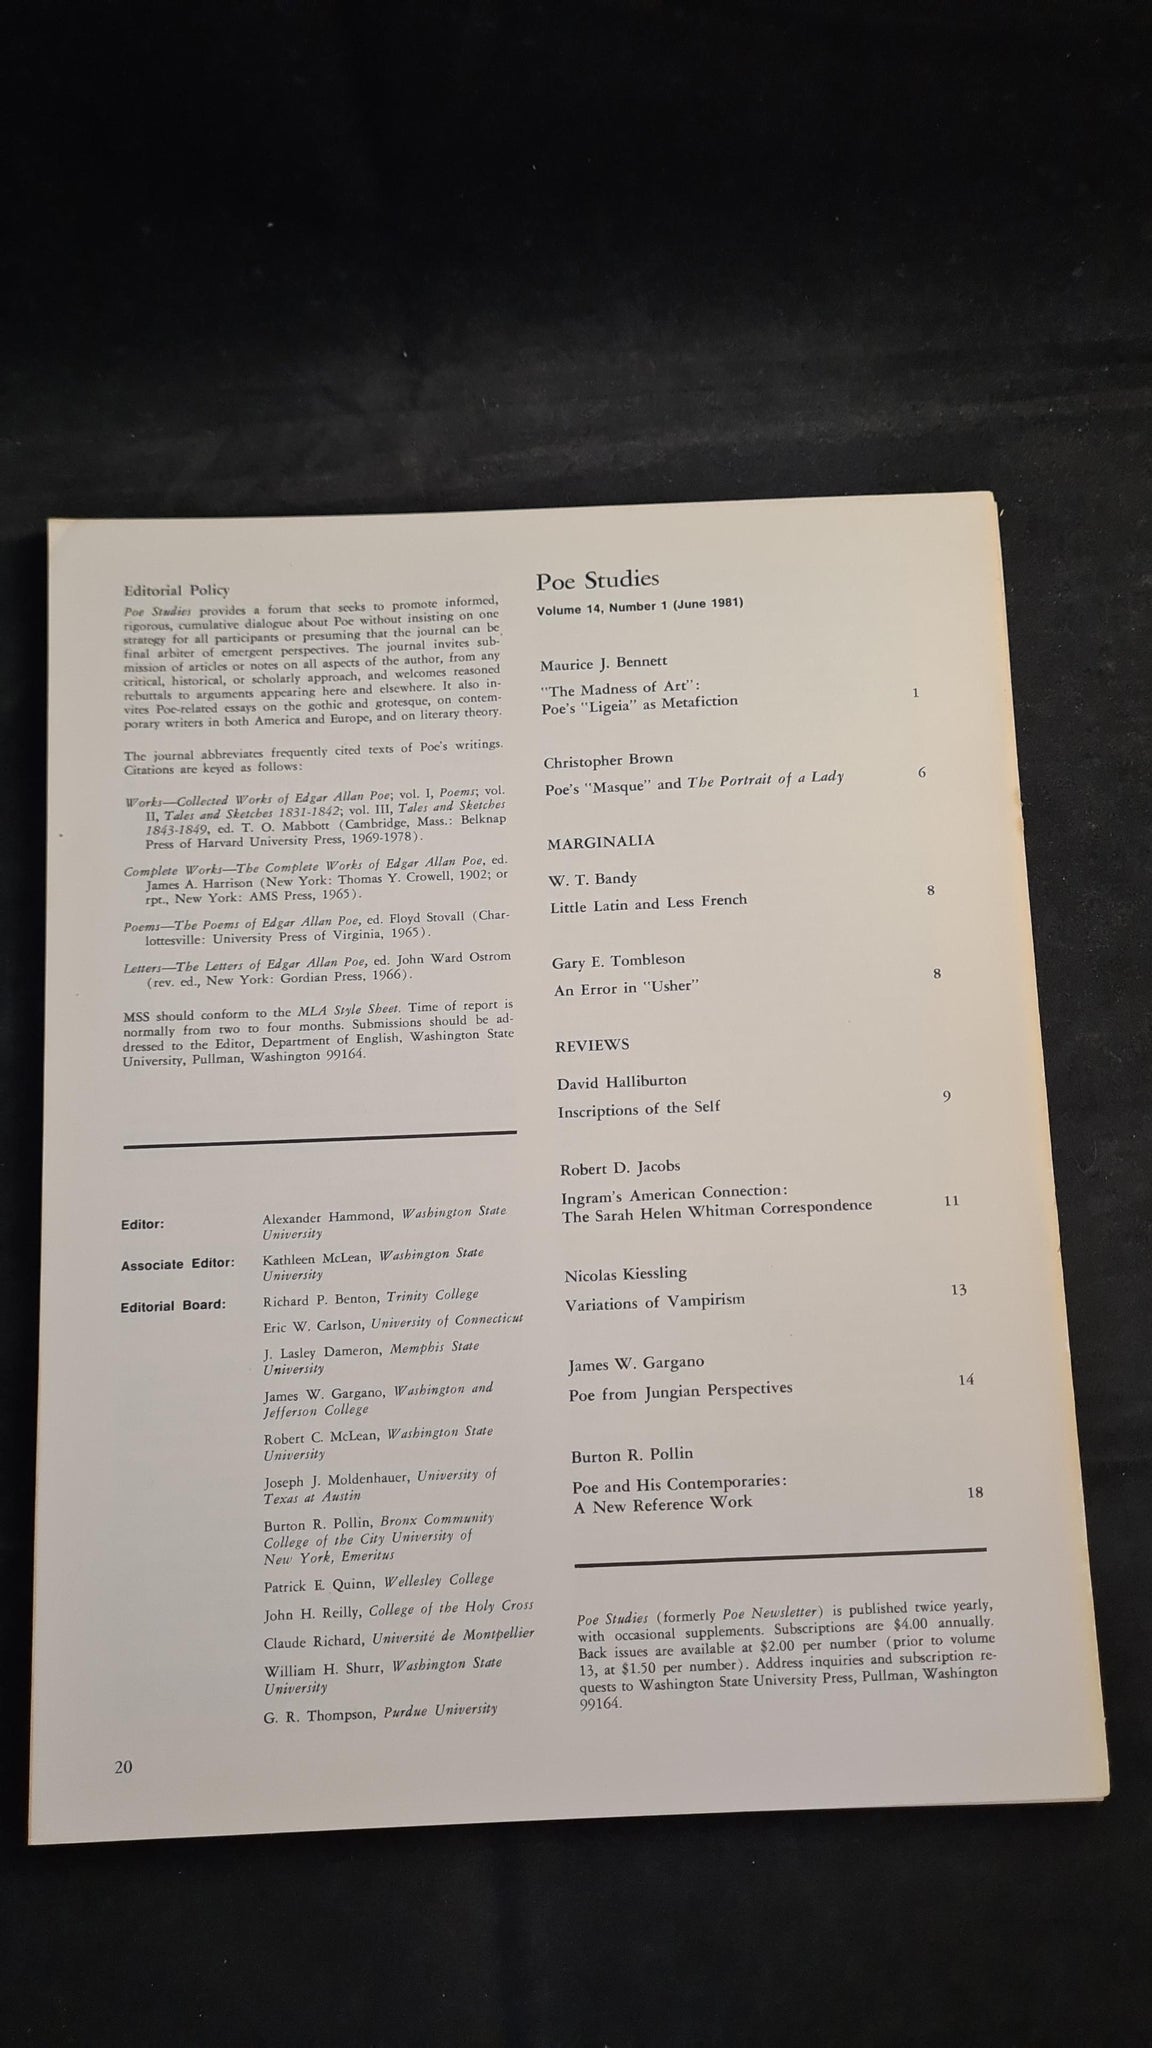 Editorial Policy
Poe Studies provides a forum that seeks to promote informed,
rigorous, cumulative dialogue about Poe without insisting on one
strategy for all participants or presuming that the journal can be
final arbiter of emergent perspectives. The journal invites sub-
mission of articles or notes on all aspects of the author, from any
critical, historical, or scholarly approach, and welcomes reasoned
rebuttals to arguments appearing here and elsewhere. It also in-
vites Poe-related essays on the gothic and grotesque, on contem-
porary writers in both America and Europe, and on literary theory.
The journal abbreviates frequently cited texts of Poe's writings.
Citations are keyed as follows:
Works—Collected Works of Edgar Allan Poe; vol. I, Poems; vol.
II, Tales and Sketches 1831-1842; vol. III, Tales and Sketches
1843-1849, ed. T. O. Mabbott (Cambridge, Mass.: Belknap
Press of Harvard University Press, 1969-1978).
Complete Works—The Complete Works of Edgar Allan Poe, ed.
James A. Harrison (New York: Thomas Y. Crowell, 1902; or
rpt., New York: AMS Press, 1965).
Poems—The Poems of Edgar Allan Poe, ed. Floyd Stovall (Char-
lottesville: University Press of Virginia, 1965).
Letters—The Letters of Edgar Allan Poe, ed. John Ward Ostrom
(rev. ed., New York: Gordian Press, 1966).
MSS should conform to the MLA Style Sheet. Time of report is
normally from two to four months. Submissions should be ad-
dressed to the Editor, Department of English, Washington State
University, Pullman, Washington 99164.
Editor: Alexander Hammond, Washington State
University
Associate Editor: Kathleen McLean, Washington State
University
Editorial Board: Richard P. Benton, Trinity College
Eric W. Carlson, University of Connecticut
J. Lasley Dameron, Memphis State
University
James W. Gargano, Washington and
Jefferson College
Robert C. McLean, Washington State
University
Joseph J. Moldenhauer, University of
Texas at Austin
Burton R. Pollin, Bronx Community
College of the City University of
New York, Emeritus
Patrick F. Quinn, Wellesley College
John H. Reilly, College of the Holy Cross
Claude Richard, Université de Montpellier
William H. Shurr, Washington State
University
G. R. Thompson, Purdue University
20
Poe Studies
Volume 14, Number 1 (June 1981)
Maurice J. Bennett
"The Madness of Art":
Poe's "Ligeia" as Metafiction 1
Christopher Brown
Poe's "Masque" and The Portrait of a Lady 6
MARGINALIA
W. T. Bandy
Little Latin and Less French 8
Gary E. Tombleson
An Error in "Usher" 8
REVIEWS
David Halliburton
Inscriptions of the Self 9
Robert D. Jacobs
Ingram's American Connection:
The Sarah Helen Whitman Correspondence 11
Nicolas Kiessling
Variations of Vampirism 13
James W. Gargano
Poe from Jungian Perspectives 14
Burton R. Pollin
Poe and His Contemporaries:
A New Reference Work 18
Poe Studies (formerly Poe Newsletter) is published twice yearly,
with occasional supplements. Subscriptions are $4.00 annually.
Back issues are available at $2.00 per number (prior to volume
13, at $1.50 per number). Address inquiries and subscription re-
quests to Washington State University Press, Pullman, Washington
99164.